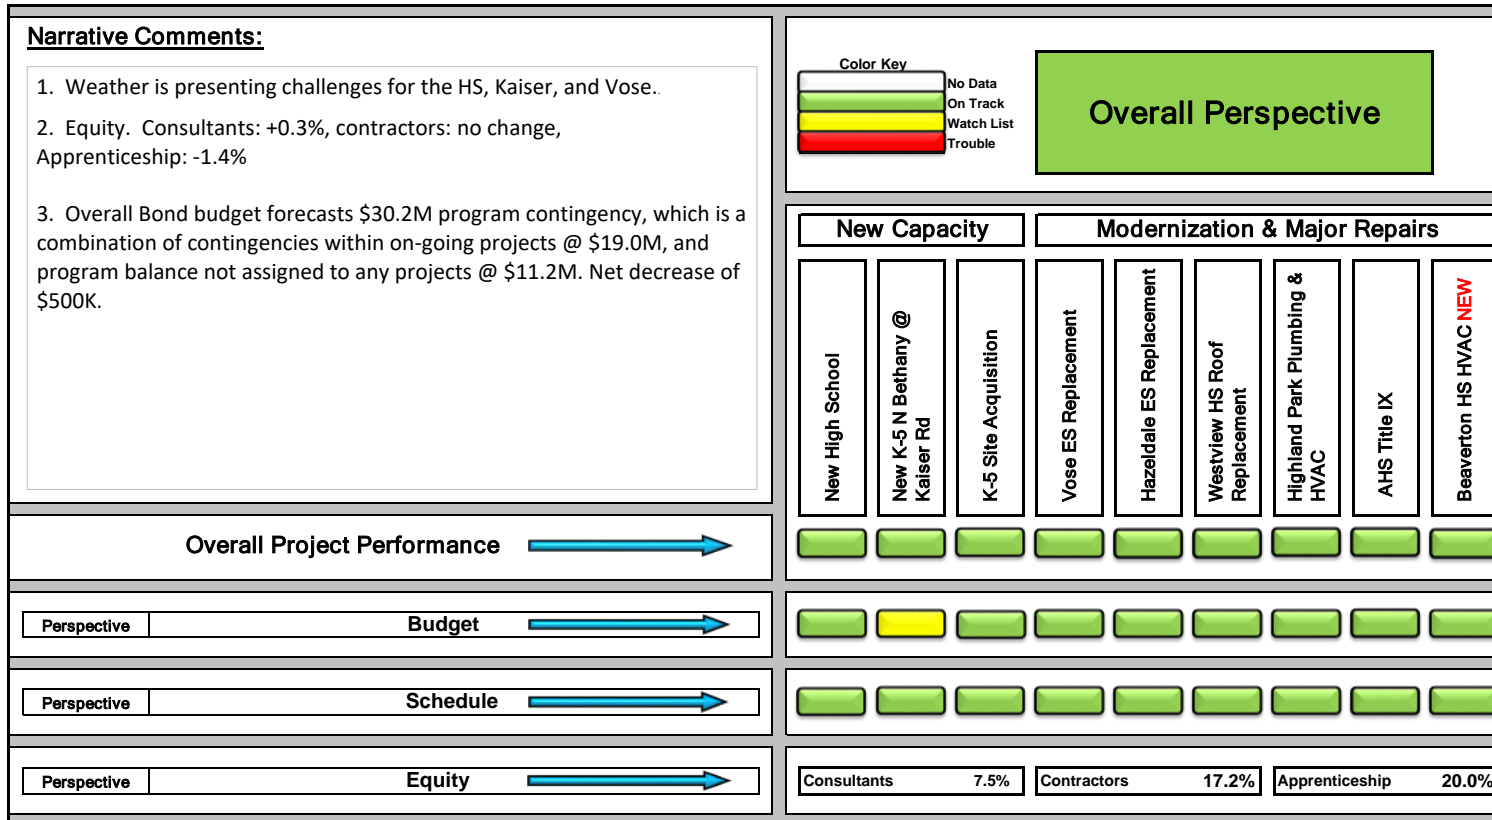 Narrative Comments:
1. Weather is presenting challenges for the HS, Kaiser, and Vose..
2. Equity. Consultants: +0.3%, contractors: no change,
Apprenticeship: -1.4%
3. Overall Bond budget forecasts $30.2M program contingency, which is a
combination of contingencies within on-going projects @ $19.0M, and
program balance not assigned to any projects @ $11.2M. Net decrease of
$500K.
Color Key
No Data
On Track
Watch List
Trouble
Overall Perspective
New Capacity
Modernization & Major Repairs
New High School
New K-5 N Bethany @
Kaiser Rd
K-5 Site Acquisition
Vose ES Replacement
Hazeldale ES Replacement
Westview HS Roof
Replacement
Highland Park Plumbing &
HVAC
AHS Title IX
Beaverton HS HVAC NEW
Overall Project Performance
Perspective
Budget
Perspective
Schedule
Perspective
Equity
Consultants 7.5%
Contractors 17.2%
Apprenticeship 20.0%